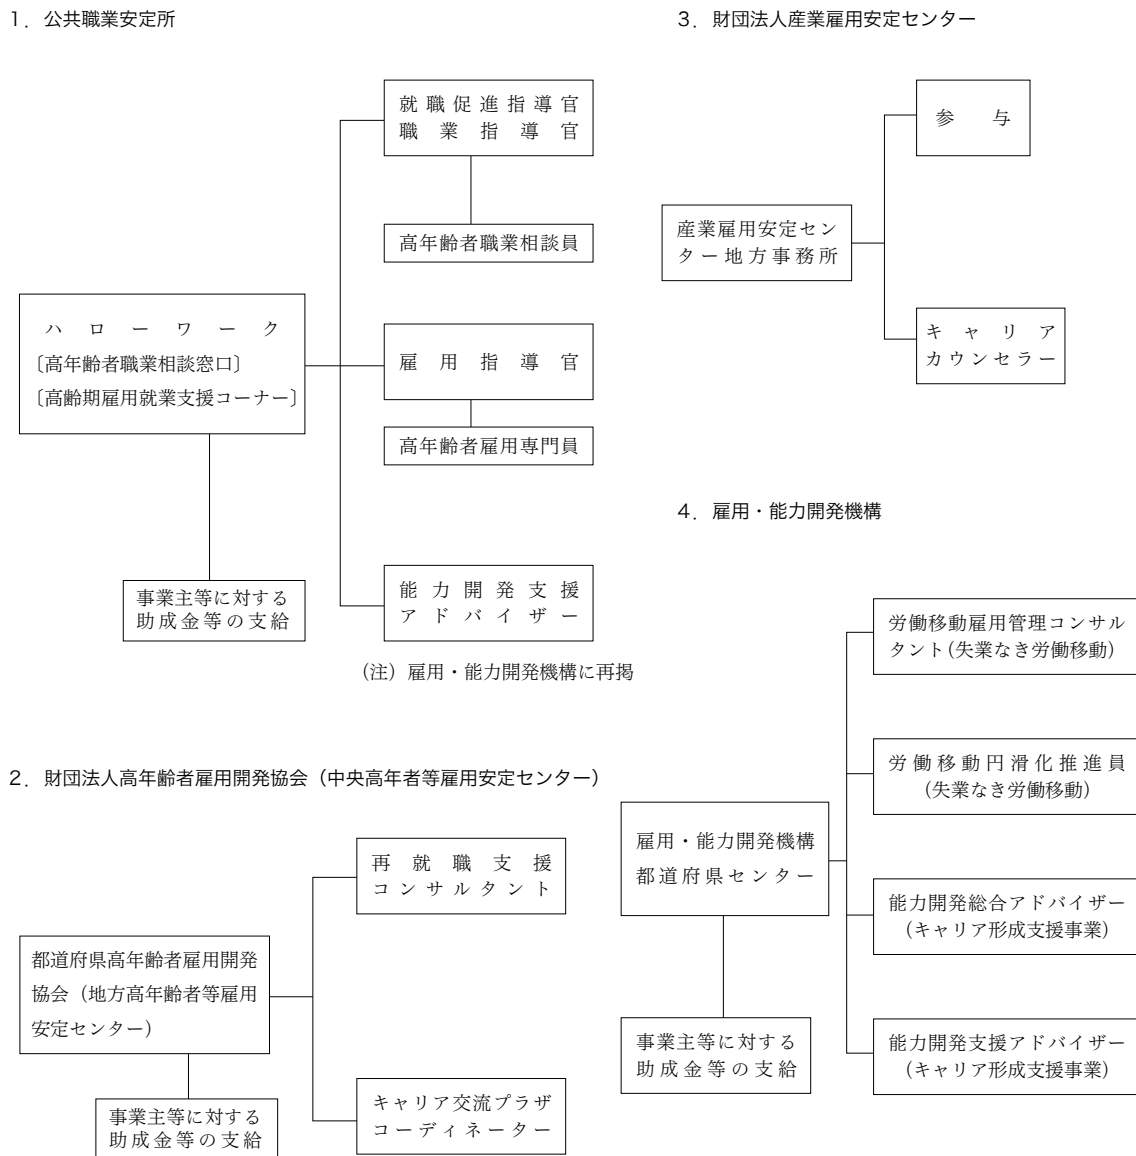 1．公共職業安定所
就職促進指導官
職業指導官
高年齢者職業相談員
ハローワーク
〔高年齢者職業相談窓口〕
〔高齢期雇用就業支援コーナー〕
雇用指導官
高年齢者雇用専門員
事業主等に対する
助成金等の支給
能力開発支援
アドバイザー
（注）雇用・能力開発機構に再掲
2．財団法人高年齢者雇用開発協会（中央高年者等雇用安定センター）
再就職支援
コンサルタント
都道府県高年齢者雇用開発
協会（地方高年齢者等雇用
安定センター）
事業主等に対する
助成金等の支給
キャリア交流プラザ
コーディネーター
3．財団法人産業雇用安定センター
参与
産業雇用安定セン
ター地方事務所
キャリア
カウンセラー
4．雇用・能力開発機構
労働移動雇用管理コンサル
タント（失業なき労働移動）
労働移動円滑化推進員
（失業なき労働移動）
雇用・能力開発機構
都道府県センター
能力開発総合アドバイザー
（キャリア形成支援事業）
事業主等に対する
助成金等の支給
能力開発支援アドバイザー
（キャリア形成支援事業）